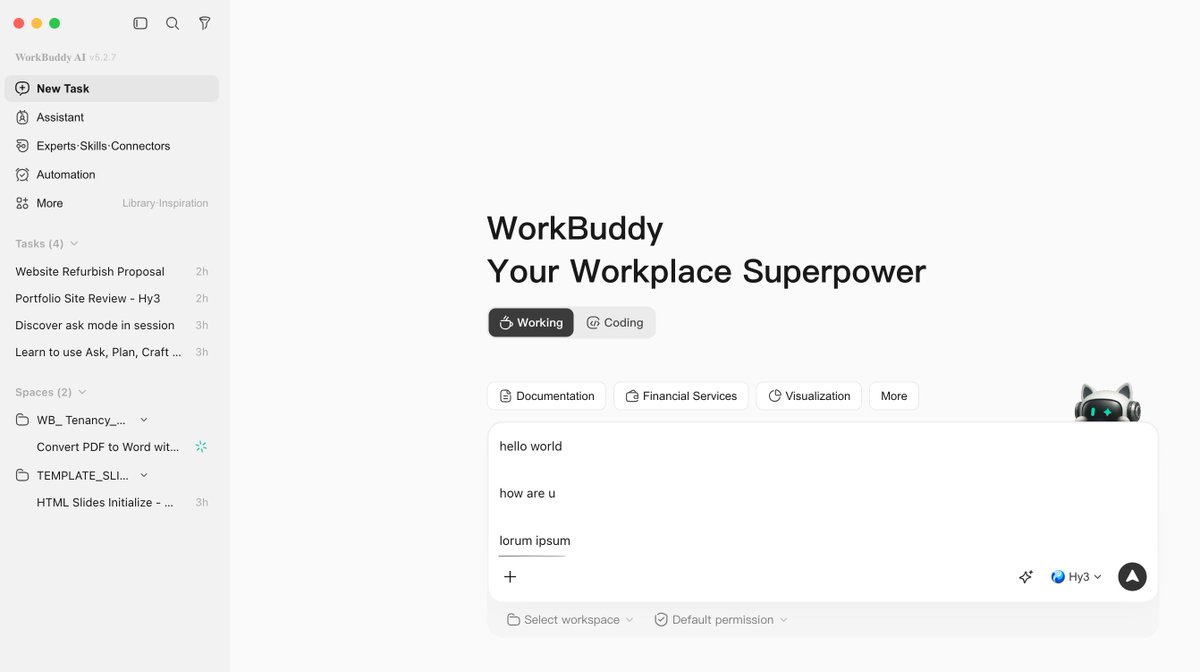 WorkBuddy AI v5.2.7
New Task
Assistant
Experts·Skills·Connectors
Automation
More Library·Inspiration
Tasks (4)
Website Refurbish Proposal 2h
Portfolio Site Review - Hy3 2h
Discover ask mode in session 3h
Learn to use Ask, Plan, Craft ... 3h
Spaces (2)
WB_ Tenancy_...
Convert PDF to Word wit...
TEMPLATE_SLI...
HTML Slides Initialize - ... 3h
WorkBuddy
Your Workplace Superpower
Working Coding
Documentation Financial Services Visualization More
hello world
how are u
lorum ipsum
Hy3
Select workspace Default permission